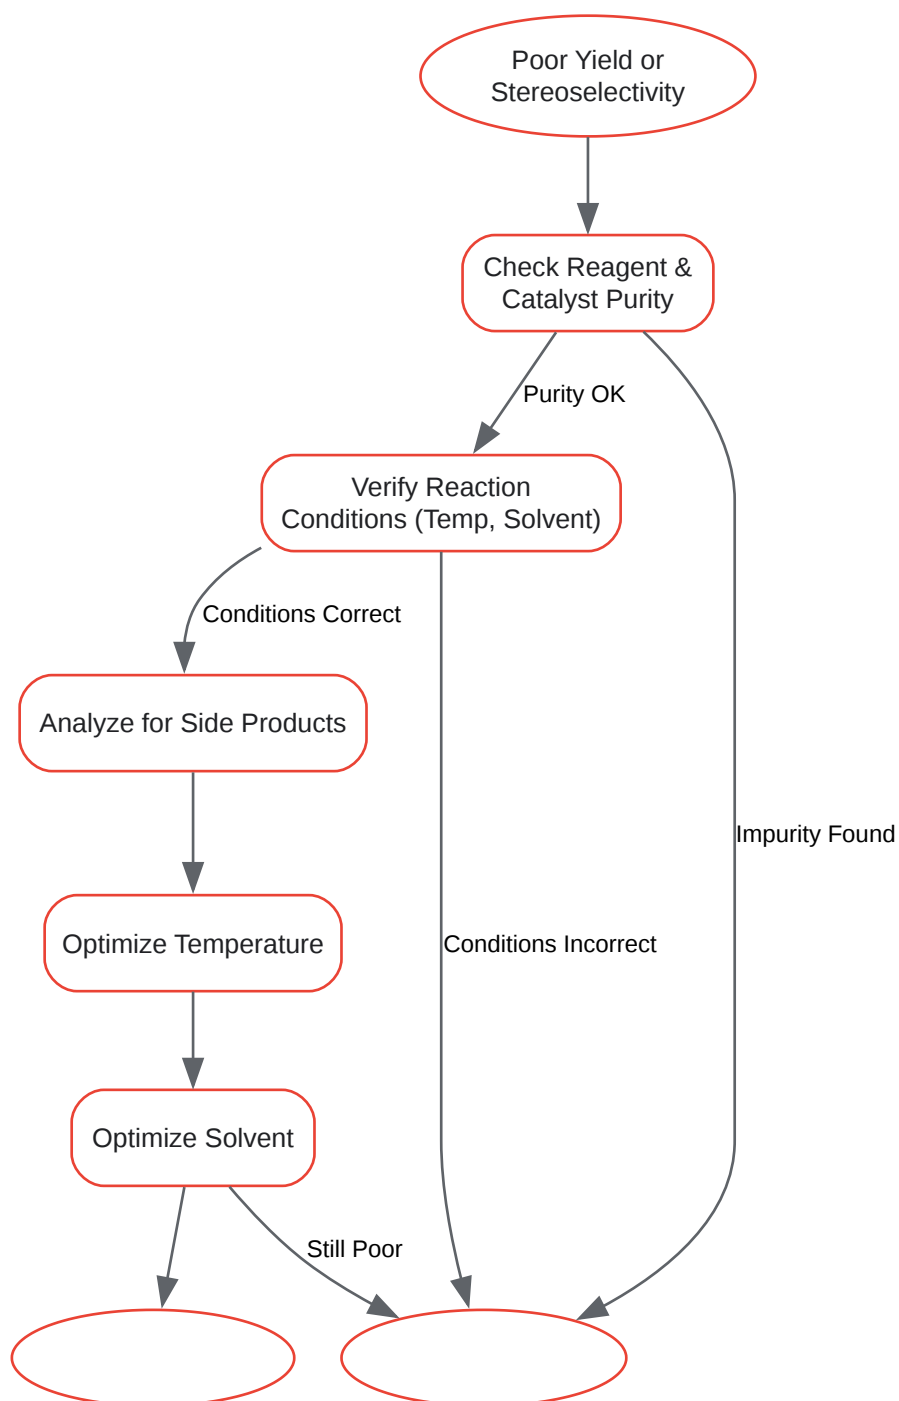 Poor Yield or
Stereoselectivity
Check Reagent &
Catalyst Purity
Purity OK
Verify Reaction
Conditions (Temp, Solvent)
Conditions Correct
Analyze for Side Products
Impurity Found
Optimize Temperature
Conditions Incorrect
Optimize Solvent
Still Poor